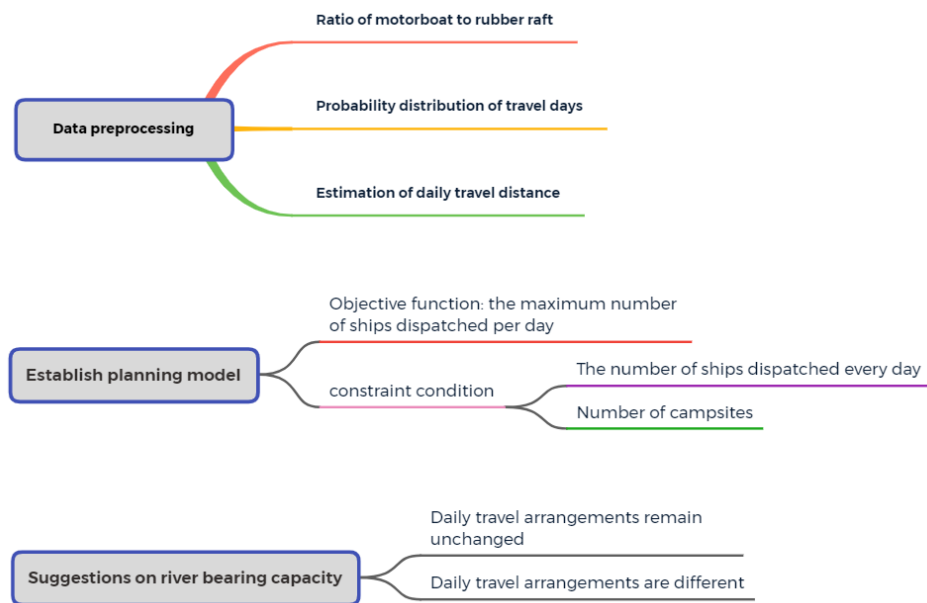 Ratio of motorboat to rubber raft
Data preprocessing
Probability distribution of travel days
Estimation of daily travel distance
Establish planning model
Objective function: the maximum number
of ships dispatched per day
constraint condition
The number of ships dispatched every day
Number of campsites
Suggestions on river bearing capacity
Daily travel arrangements remain
unchanged
Daily travel arrangements are different